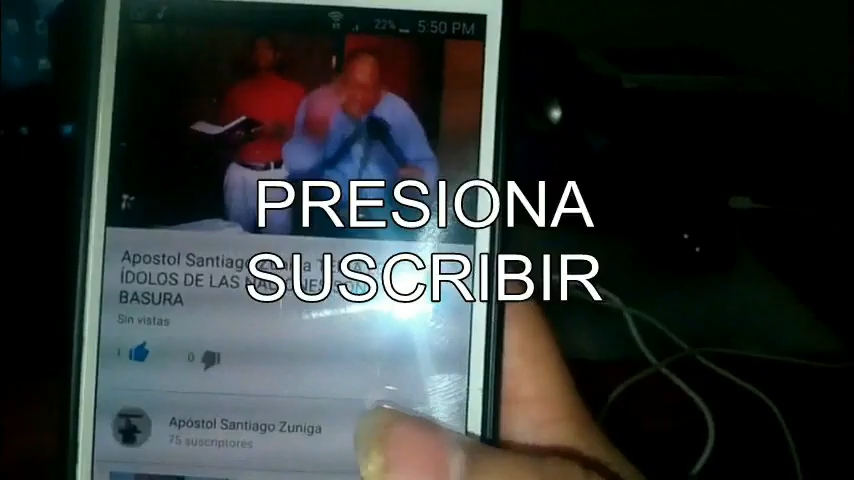 22% 5:50 PM
PRESIONA
SUSCRIBIR
Apostol Santiago
ÍDOLOS DE LAS
BASURA
Sin vistas
1 0
Apóstol Santiago Zuniga
75 suscriptores